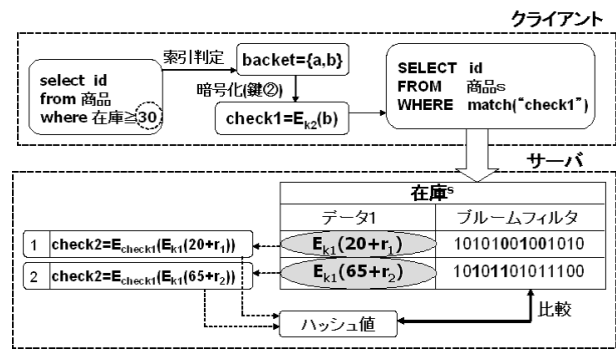 クライアント
索引判定
backet={a,b}
select id
from 商品
where 在庫≧30
暗号化(鍵②)
check1=Ek2(b)
SELECT id
FROM 商品s
WHERE match("check1")
サーバ
在庫s
データ1 ブルームフィルタ
1 check2=Echeck1(Ek1(20+r1)) Ek1(20+r1) 10101001001010
2 check2=Echeck1(Ek1(65+r2)) Ek1(65+r2) 10101101011100
比較
ハッシュ値